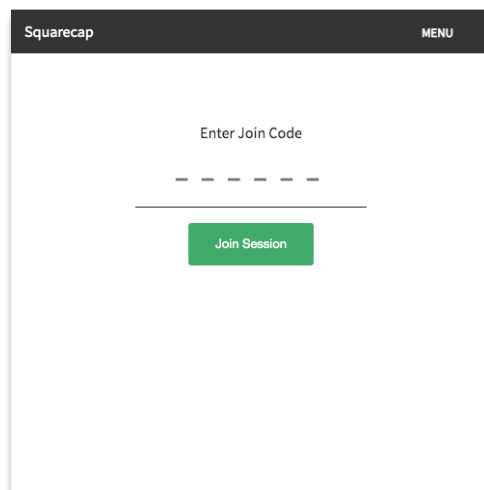 Squarecap MENU
Enter Join Code
_ _ _ _ _ _
Join Session